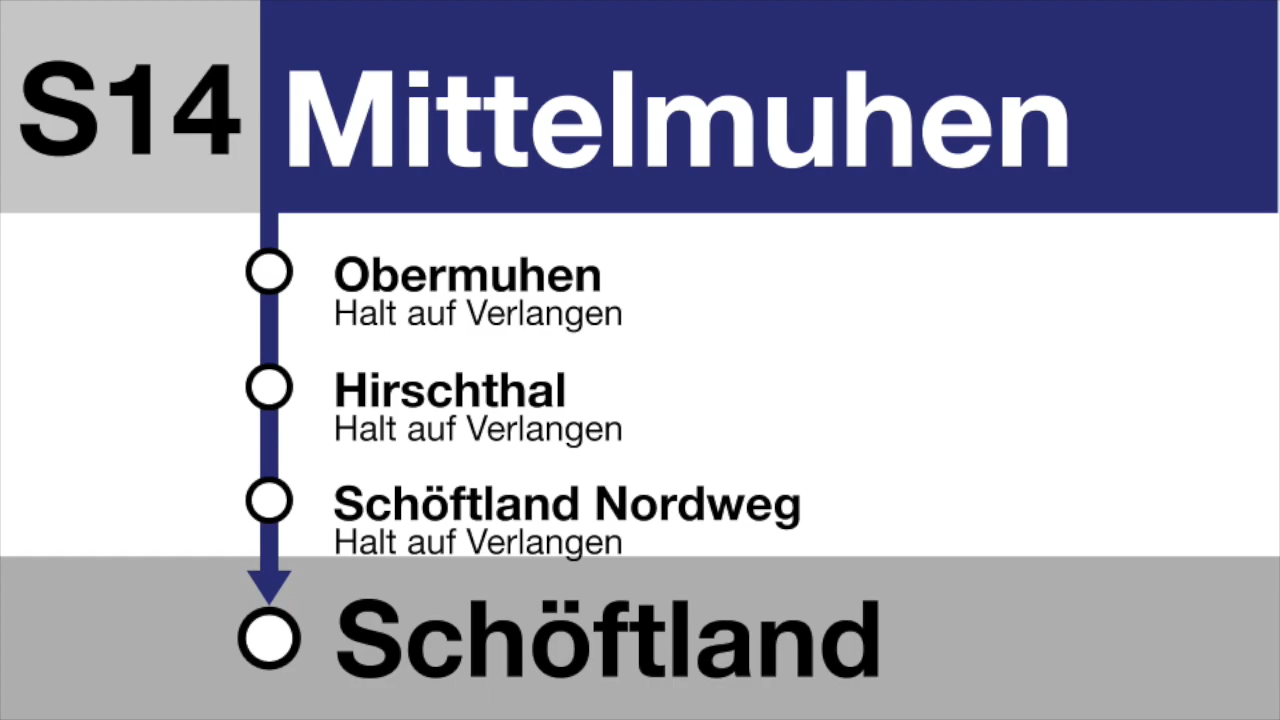 S14 Mittelmuhen
Obermuhen
Halt auf Verlangen
Hirschthal
Halt auf Verlangen
Schöftland Nordweg
Halt auf Verlangen
Schöftland